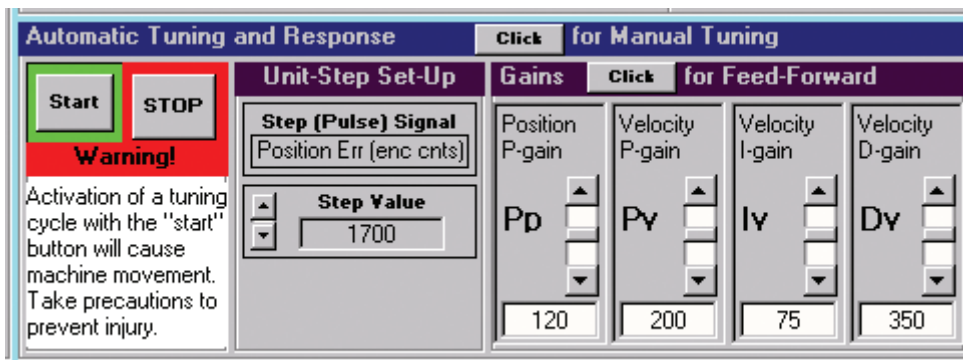 Automatic Tuning and Response Click for Manual Tuning
Start STOP
Warning!
Activation of a tuning
cycle with the "start"
button will cause
machine movement.
Take precautions to
prevent injury.
Unit-Step Set-Up
Step (Pulse) Signal
Position Err (enc cnts)
Step Value
1700
Gains Click for Feed-Forward
Position
P-gain
Pp
120
Velocity
P-gain
Pv
200
Velocity
I-gain
Iv
75
Velocity
D-gain
Dv
350